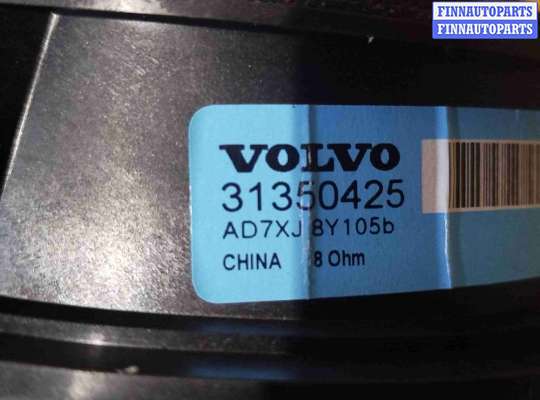 FINNAUTOPARTS
FINNAUTOPARTS
VOLVO
31350425
AD7XJ 8Y105b
CHINA 8 Ohm